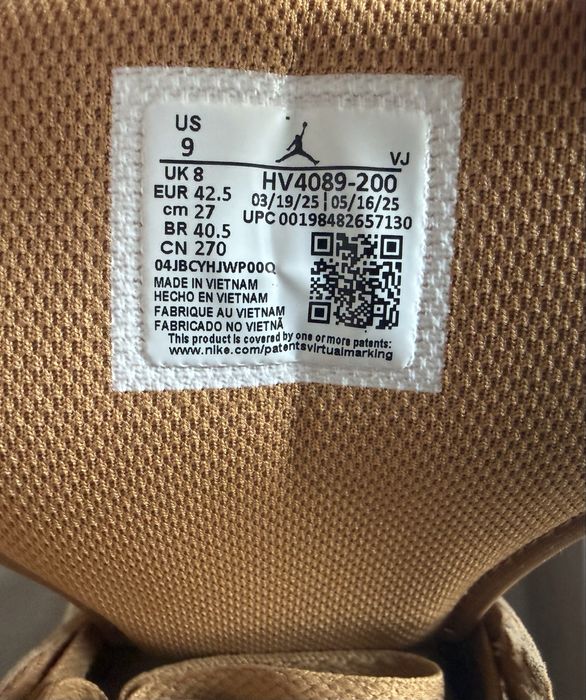 US
9
VJ
UK 8
EUR 42.5
cm 27
BR 40.5
CN 270
HV4089-200
03/19/25 | 05/16/25
UPC 00198482657130
04JBCYHJWP00Q
MADE IN VIETNAM
HECHO EN VIETNAM
FABRIQUE AU VIETNAM
FABRICADO NO VIETNÃ
This product is covered by one or more patents:
www.nike.com/patentsvirtualmarking